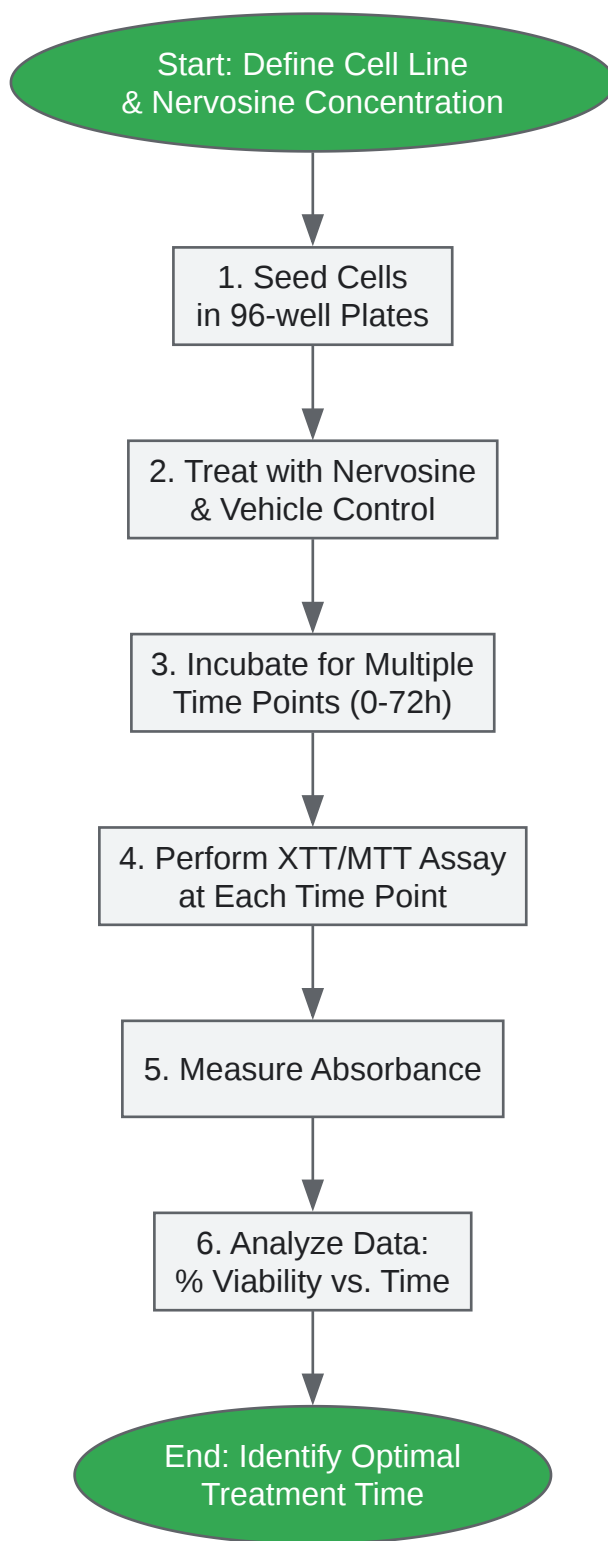 Start: Define Cell Line
& Nervosine Concentration
1. Seed Cells
in 96-well Plates
2. Treat with Nervosine
& Vehicle Control
3. Incubate for Multiple
Time Points (0-72h)
4. Perform XTT/MTT Assay
at Each Time Point
5. Measure Absorbance
6. Analyze Data:
% Viability vs. Time
End: Identify Optimal
Treatment Time